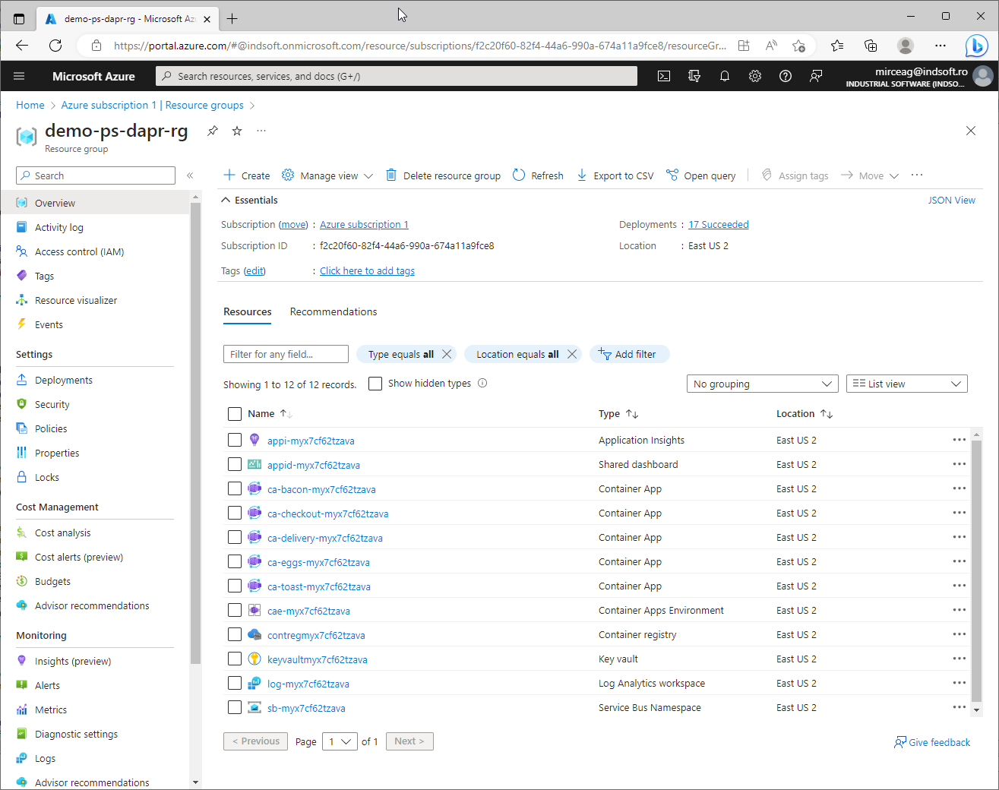 demo-ps-dapr-rg - Microsoft Az
https://portal.azure.com/#@indsoft.onmicrosoft.com/resource/subscriptions/f2c20f60-82f4-44a6-990a-674a11a9fce8/resourceGr...
Microsoft Azure
Search resources, services, and docs (G+/)
mirceag@indsoft.ro
INDUSTRIAL SOFTWARE (INDSO...
Home > Azure subscription 1 | Resource groups >
demo-ps-dapr-rg
Resource group
Search
Overview
Activity log
Access control (IAM)
Tags
Resource visualizer
Events
Settings
Deployments
Security
Policies
Properties
Locks
Cost Management
Cost analysis
Cost alerts (preview)
Budgets
Advisor recommendations
Monitoring
Insights (preview)
Alerts
Metrics
Diagnostic settings
Logs
Advisor recommendations
Create Manage view Delete resource group Refresh Export to CSV Open query Assign tags Move
Essentials JSON View
Subscription (move) : Azure subscription 1 Deployments : 17 Succeeded
Subscription ID : f2c20f60-82f4-44a6-990a-674a11a9fce8 Location : East US 2
Tags (edit) : Click here to add tags
Resources Recommendations
Filter for any field... Type equals all Location equals all Add filter
Showing 1 to 12 of 12 records. Show hidden types No grouping List view
Name Type Location
appi-myx7cf62tzava Application Insights East US 2
appid-myx7cf62tzava Shared dashboard East US 2
ca-bacon-myx7cf62tzava Container App East US 2
ca-checkout-myx7cf62tzava Container App East US 2
ca-delivery-myx7cf62tzava Container App East US 2
ca-eggs-myx7cf62tzava Container App East US 2
ca-toast-myx7cf62tzava Container App East US 2
cae-myx7cf62tzava Container Apps Environment East US 2
contregmyx7cf62tzava Container registry East US 2
keyvaultmyx7cf62tzava Key vault East US 2
log-myx7cf62tzava Log Analytics workspace East US 2
sb-myx7cf62tzava Service Bus Namespace East US 2
< Previous Page 1 of 1 Next > Give feedback